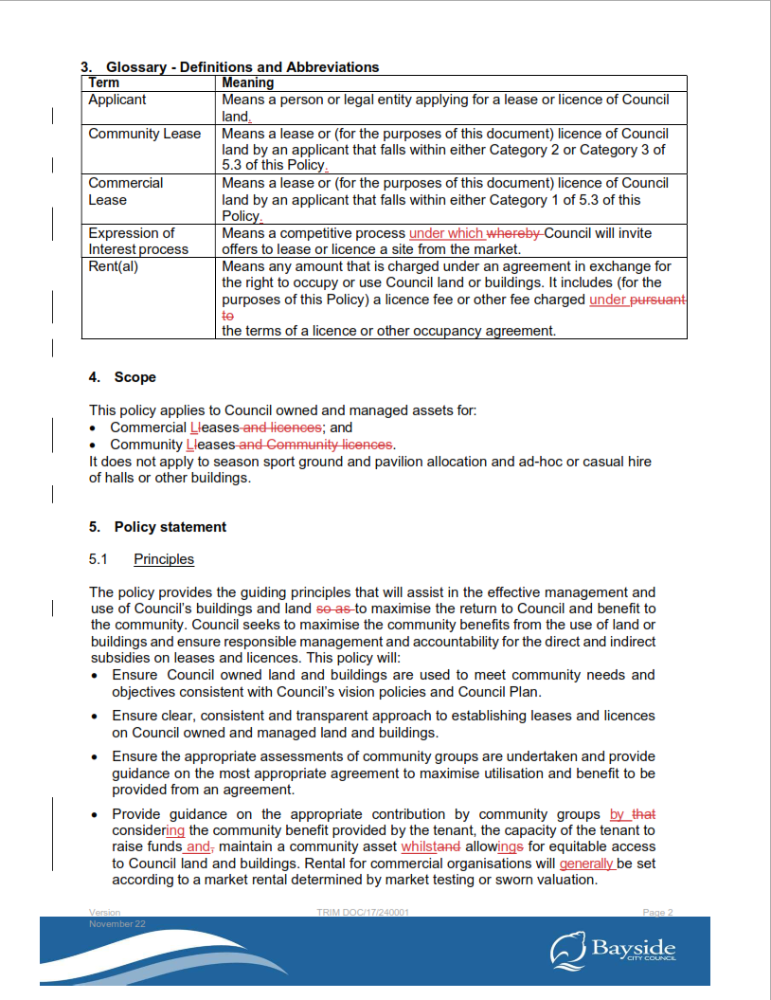 3. Glossary - Definitions and Abbreviations
Term Meaning
Applicant Means a person or legal entity applying for a lease or licence of Council
land.
Community Lease Means a lease or (for the purposes of this document) licence of Council
land by an applicant that falls within either Category 2 or Category 3 of
5.3 of this Policy.
Commercial Means a lease or (for the purposes of this document) licence of Council
Lease land by an applicant that falls within either Category 1 of 5.3 of this
Policy.
Expression of Means a competitive process under which whereby Council will invite
Interest process offers to lease or licence a site from the market.
Rent(al) Means any amount that is charged under an agreement in exchange for
the right to occupy or use Council land or buildings. It includes (for the
purposes of this Policy) a licence fee or other fee charged under pursuant
to
the terms of a licence or other occupancy agreement.
4. Scope
This policy applies to Council owned and managed assets for:
• Commercial Lleases and licences; and
• Community Lleases and Community licences.
It does not apply to season sport ground and pavilion allocation and ad-hoc or casual hire
of halls or other buildings.
5. Policy statement
5.1 Principles
The policy provides the guiding principles that will assist in the effective management and
use of Council's buildings and land so as to maximise the return to Council and benefit to
the community. Council seeks to maximise the community benefits from the use of land or
buildings and ensure responsible management and accountability for the direct and indirect
subsidies on leases and licences. This policy will:
• Ensure Council owned land and buildings are used to meet community needs and
objectives consistent with Council's vision policies and Council Plan.
• Ensure clear, consistent and transparent approach to establishing leases and licences
on Council owned and managed land and buildings.
• Ensure the appropriate assessments of community groups are undertaken and provide
guidance on the most appropriate agreement to maximise utilisation and benefit to be
provided from an agreement.
• Provide guidance on the appropriate contribution by community groups by that
considering the community benefit provided by the tenant, the capacity of the tenant to
raise funds and, maintain a community asset whilstand allowings for equitable access
to Council land and buildings. Rental for commercial organisations will generally be set
according to a market rental determined by market testing or sworn valuation.
Version TRIM DOC/17/240001 Page 2
November 22
Bayside
CITY COUNCIL